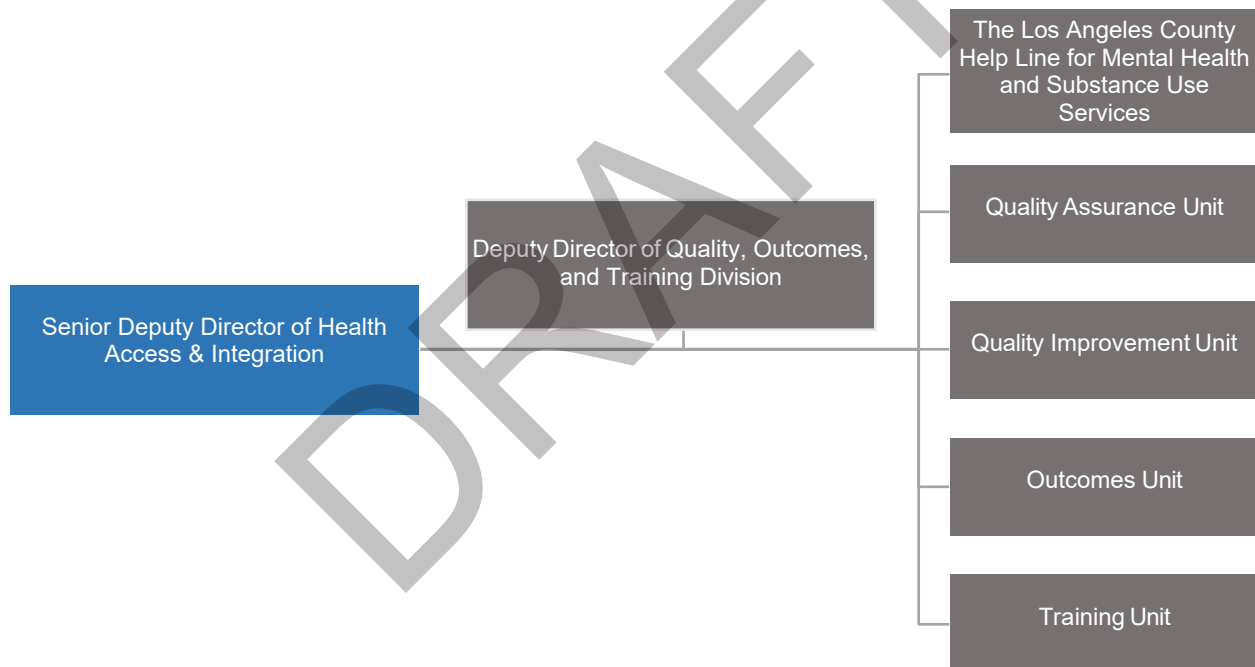 Senior Deputy Director of Health
Access & Integration
Deputy Director of Quality, Outcomes,
and Training Division
The Los Angeles County
Help Line for Mental Health
and Substance Use
Services
Quality Assurance Unit
Quality Improvement Unit
Outcomes Unit
Training Unit
DRAFT